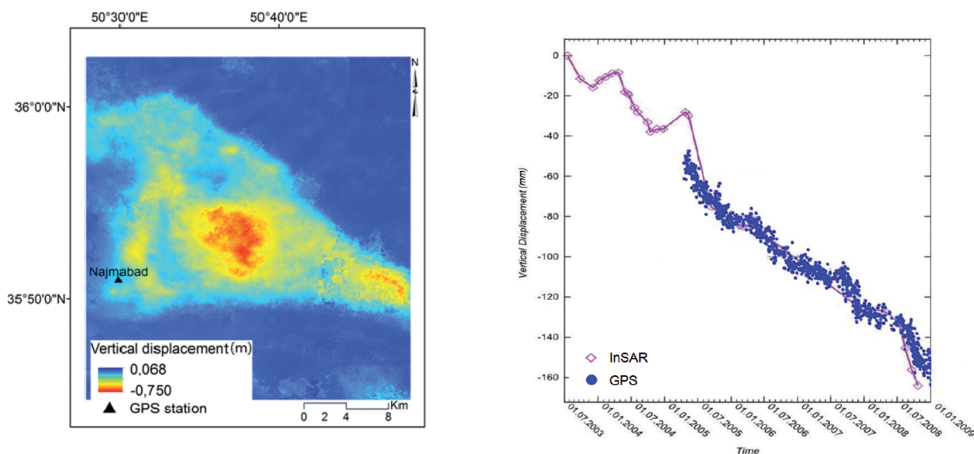 50°30'0"E
50°40'0"E
36°0'0"N
35°50'0"N
N
Najmabad
Vertical displacement(m)
0,068
-0,750
GPS station
Km
0 2 4 8
0
-20
-40
-60
-80
-100
-120
-140
-160
Vertical Displacement (mm)
InSAR
GPS
01.07.2003
01.01.2004
01.07.2004
01.01.2005
01.07.2005
01.01.2006
01.07.2006
01.01.2007
01.07.2007
01.01.2008
01.07.2008
01.01.2009
Time